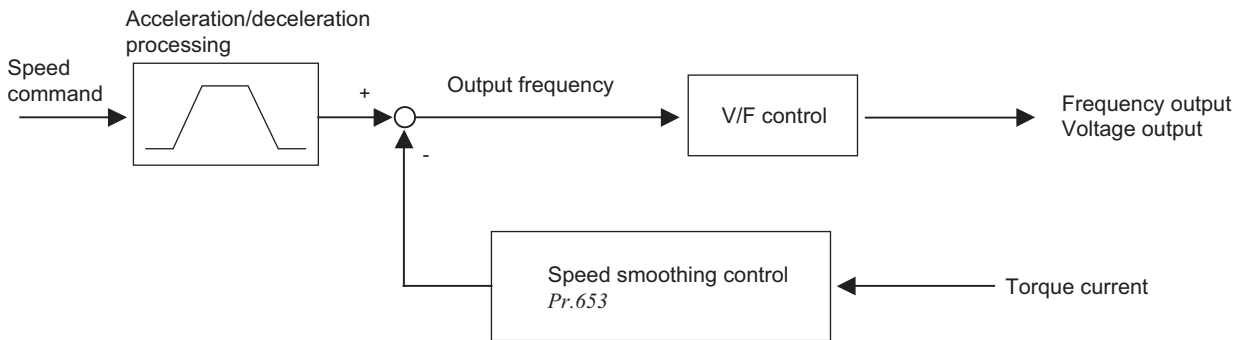 Acceleration/deceleration
processing
Speed
command
+
Output frequency
V/F control
Frequency output
Voltage output
-
Speed smoothing control
Pr.653
Torque current